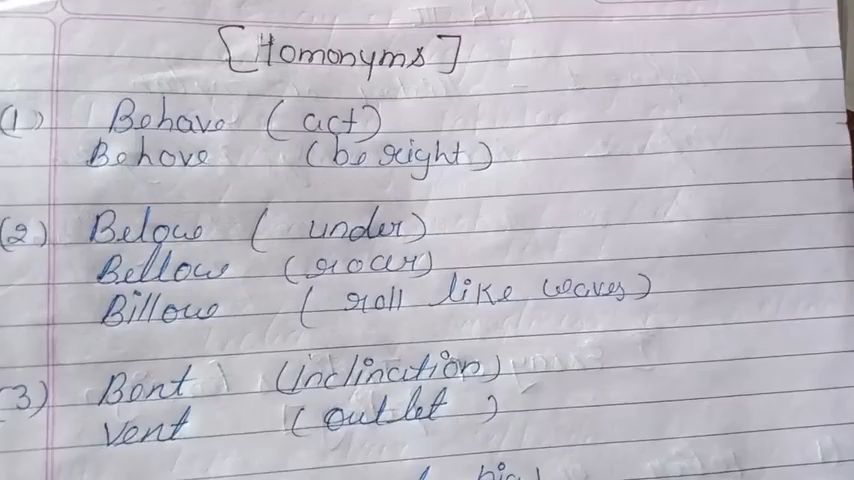 [Homonyms]
(1) Behave (act)
Behove (be right)
(2) Below (under)
Bellow (roar)
Billow (roll like waves)
(3) Bent (inclination)
Vent (outlet)